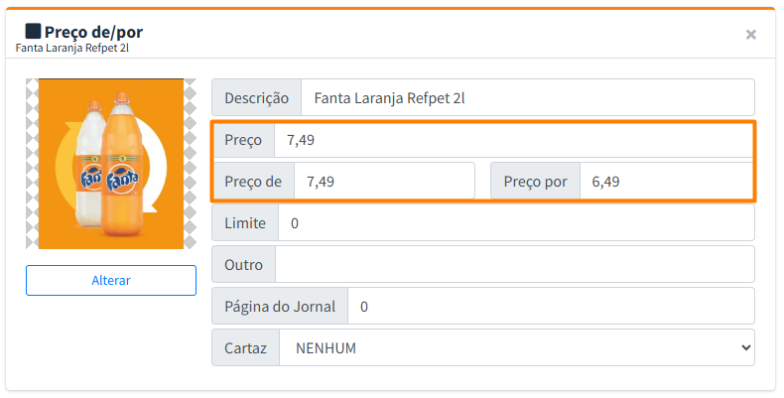 Preço de/por
Fanta Laranja Refpet 2l
×
Descrição Fanta Laranja Refpet 2l
Preço 7,49
Preço de 7,49 Preço por 6,49
Limite 0
Outro
Página do Jornal 0
Cartaz NENHUM
Fanta Fanta
Alterar